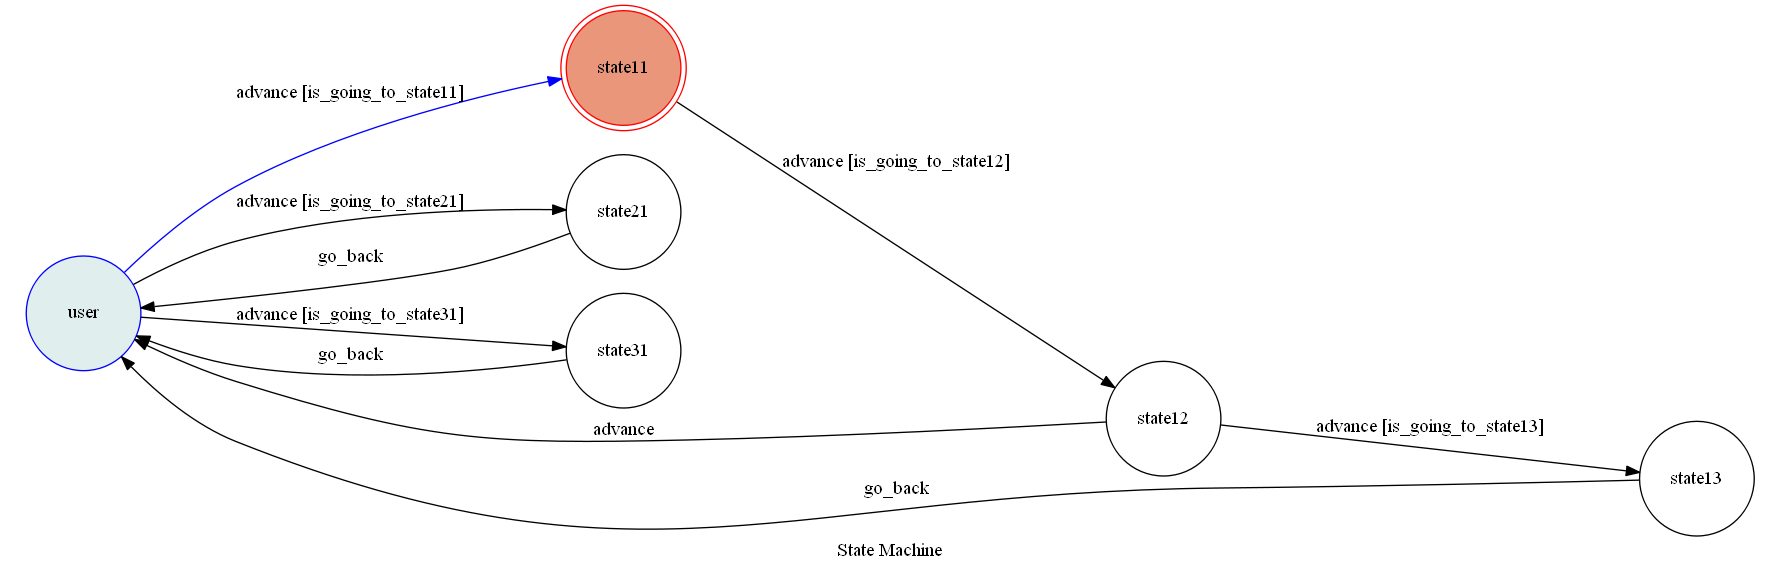 state11
advance [is_going_to_state11]
advance [is_going_to_state12]
advance [is_going_to_state21]
state21
go_back
user
advance [is_going_to_state31]
state31
go_back
advance
state12
advance [is_going_to_state13]
state13
go_back
State Machine